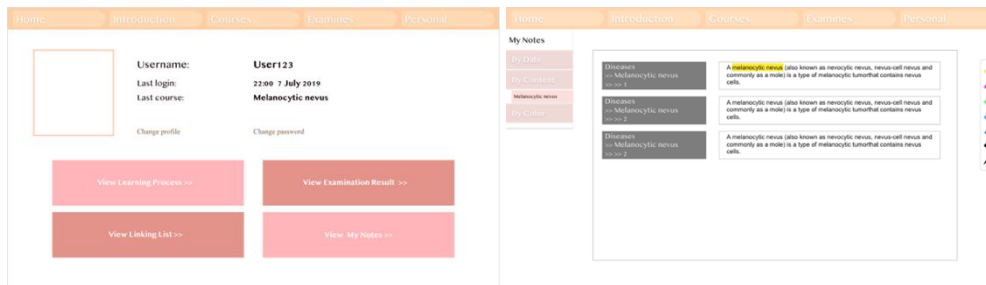 Home Introduction Courses Examines Personal
Username: User123
Last login: 22:00 7 July 2019
Last course: Melanocytic nevus
Change profile Change password
View Learning Process >> View Examination Result >>
View Linking List >> View My Notes >>
Home Introduction Courses Examines Personal
My Notes
By Date
By Content
Melanocytic nevus
By Color
Diseases
>> Melanocytic nevus
>> >> 1
A melanocytic nevus (also known as nevocytic nevus, nevus-cell nevus and
commonly as a mole) is a type of melanocytic tumorthat contains nevus
cells.
Diseases
>> Melanocytic nevus
>> >> 2
A melanocytic nevus (also known as nevocytic nevus, nevus-cell nevus and
commonly as a mole) is a type of melanocytic tumorthat contains nevus
cells.
Diseases
>> Melanocytic nevus
>> >> 2
A melanocytic nevus (also known as nevocytic nevus, nevus-cell nevus and
commonly as a mole) is a type of melanocytic tumorthat contains nevus
cells.